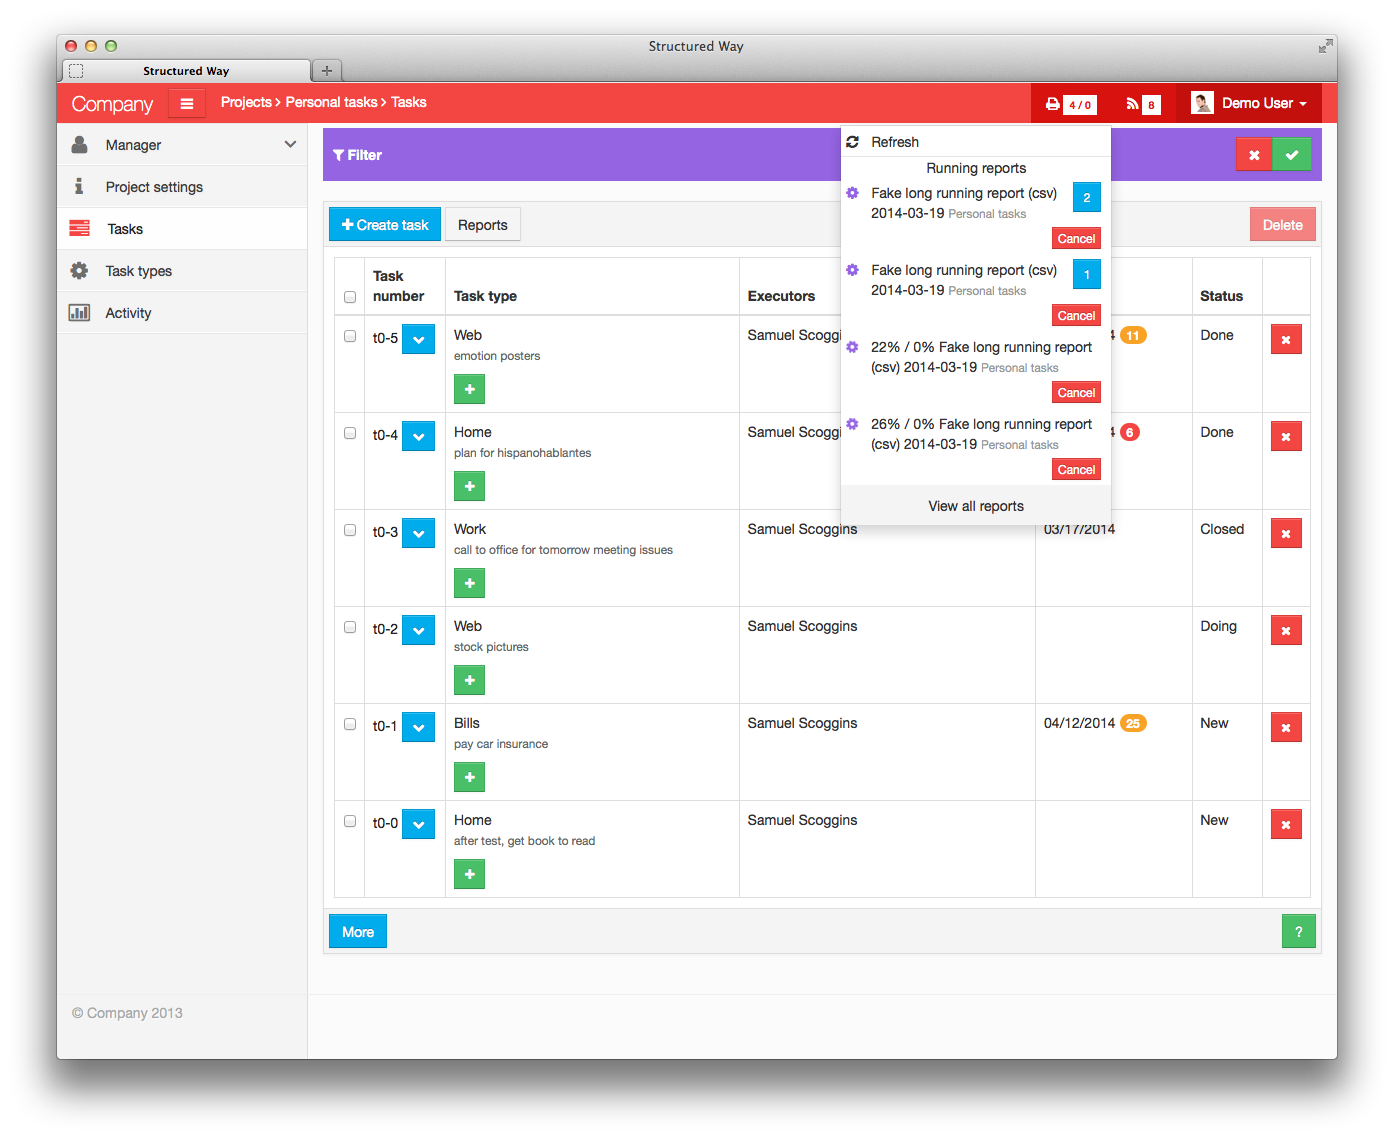 Structured Way
Structured Way
Company
Projects > Personal tasks > Tasks
4 / 0
8
Demo User
Manager
Project settings
Tasks
Task types
Activity
Filter
Refresh
Running reports
Fake long running report (csv)
2014-03-19 Personal tasks
2
Cancel
Fake long running report (csv)
2014-03-19 Personal tasks
1
Cancel
22% / 0% Fake long running report
(csv) 2014-03-19 Personal tasks
Cancel
26% / 0% Fake long running report
(csv) 2014-03-19 Personal tasks
Cancel
View all reports
Create task
Reports
Delete
Task
number
Task type
Executors
Status
t0-5
Web
emotion posters
Samuel
4
11
Done
t0-4
Home
plan for hispanohablantes
Samuel
4
6
Done
t0-3
Work
call to office for tomorrow meeting issues
Samuel Scoggins
03/17/2014
Closed
t0-2
Web
stock pictures
Samuel Scoggins
Doing
t0-1
Bills
pay car insurance
Samuel Scoggins
04/12/2014
25
New
t0-0
Home
after test, get book to read
Samuel Scoggins
New
More
?
© Company 2013